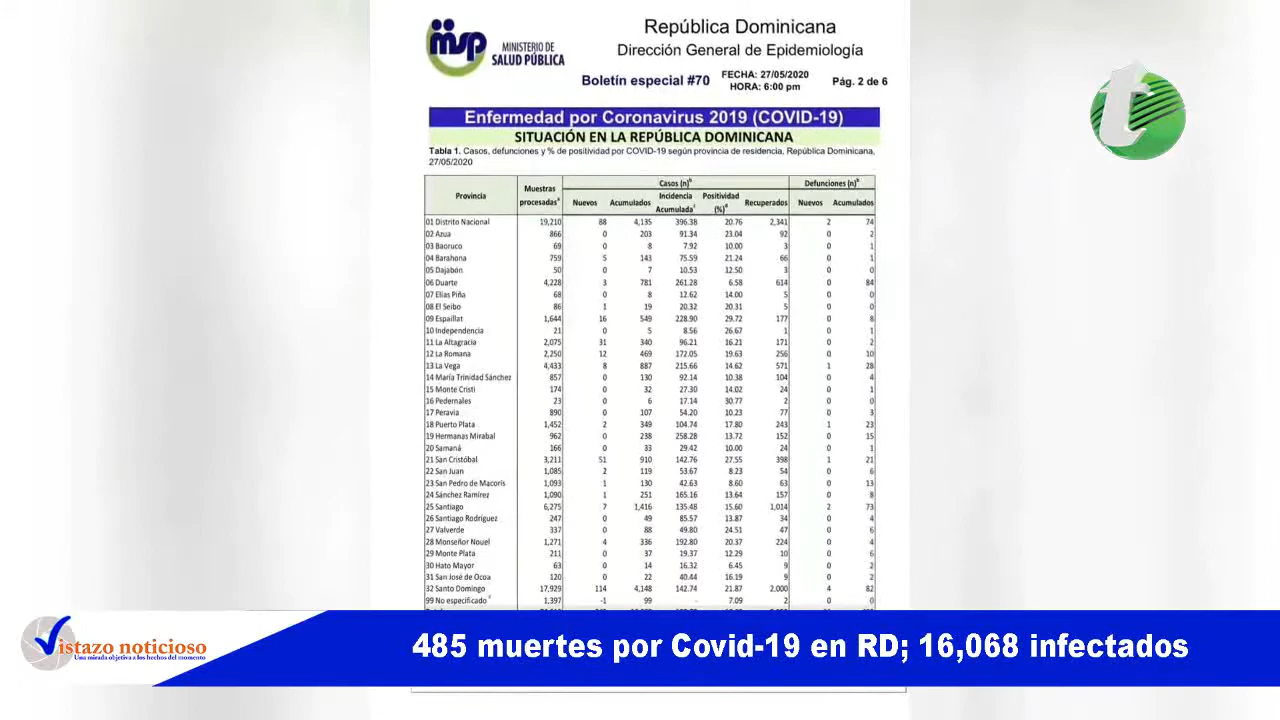 msp MINISTERIO DE
SALUD PÚBLICA
República Dominicana
Dirección General de Epidemiología
Boletín especial #70 FECHA: 27/05/2020
HORA: 6:00 pm Pág. 2 de 6
Enfermedad por Coronavirus 2019 (COVID-19)
SITUACIÓN EN LA REPÚBLICA DOMINICANA
Tabla 1. Casos, defunciones y % de positividad por COVID-19 según provincia de residencia, República Dominicana,
27/05/2020
Provincia Muestras procesadasª Casos (n)ᵇ Defunciones (n)ᵇ
Nuevos Acumulados Incidencia Acumuladaᶜ Positividad (%)ᵈ Recuperados Nuevos Acumulados
01 Distrito Nacional 19,210 88 4,135 396.38 20.76 2,341 2 74
02 Azua 866 0 203 91.34 23.04 92 0 2
03 Baoruco 69 0 8 7.92 10.00 3 0 1
04 Barahona 759 5 143 75.59 21.24 66 0 1
05 Dajabón 50 0 7 10.53 12.50 3 0 0
06 Duarte 4,228 3 781 261.28 6.58 614 0 84
07 Elías Piña 68 0 8 12.62 14.00 5 0 0
08 El Seibo 86 1 19 20.32 20.31 5 0 0
09 Espaillat 1,644 16 549 228.90 29.72 177 0 8
10 Independencia 21 0 5 8.56 26.67 1 0 1
11 La Altagracia 2,075 31 340 96.21 16.21 171 0 2
12 La Romana 2,250 12 469 172.05 19.63 256 0 10
13 La Vega 4,433 8 887 215.66 14.62 571 1 28
14 María Trinidad Sánchez 857 0 130 92.14 10.38 104 0 4
15 Monte Cristi 174 0 32 27.30 14.02 24 0 1
16 Pedernales 23 0 6 17.14 30.77 2 0 0
17 Peravia 890 0 107 54.20 10.23 77 0 3
18 Puerto Plata 1,452 2 349 104.74 17.80 243 1 23
19 Hermanas Mirabal 962 0 238 258.28 13.72 152 0 15
20 Samaná 166 0 33 29.42 10.00 24 0 1
21 San Cristóbal 3,211 51 910 142.76 27.55 398 1 21
22 San Juan 1,085 2 119 53.67 8.23 54 0 6
23 San Pedro de Macorís 1,093 1 130 42.63 8.60 63 0 13
24 Sánchez Ramírez 1,090 1 251 165.16 13.64 157 0 8
25 Santiago 6,275 7 1,416 135.48 15.60 1,014 2 73
26 Santiago Rodríguez 247 0 49 85.57 13.87 34 0 4
27 Valverde 337 0 88 49.80 24.51 47 0 6
28 Monseñor Nouel 1,271 4 336 192.80 20.37 224 0 4
29 Monte Plata 211 0 37 19.37 12.29 10 0 6
30 Hato Mayor 63 0 14 16.32 6.45 9 0 2
31 San José de Ocoa 120 0 22 40.44 16.19 9 0 2
32 Santo Domingo 17,929 114 4,148 142.74 21.87 2,000 4 82
99 No especificado 1,397 -1 99 - 7.09 2 0 0
t
Vistazo noticioso
Una mirada objetiva a los hechos del momento
485 muertes por Covid-19 en RD; 16,068 infectados